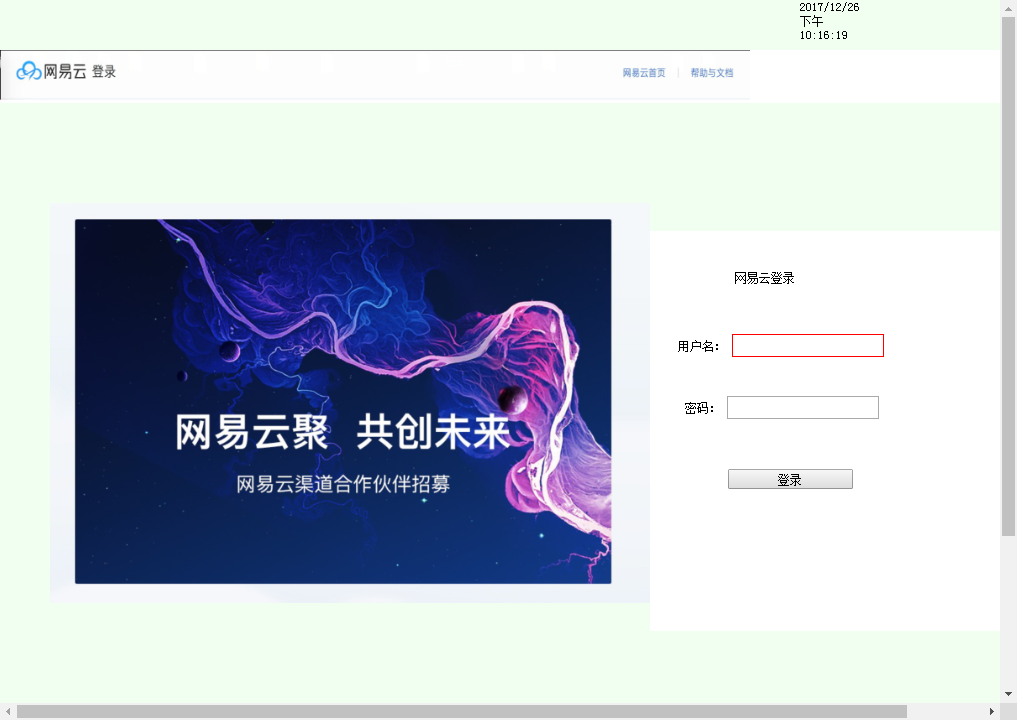 2017/12/26
下午
10:16:19
网易云 登录
网易云首页 | 帮助与文档
网易云登录
用户名：
密码：
登录
网易云聚 共创未来
网易云渠道合作伙伴招募